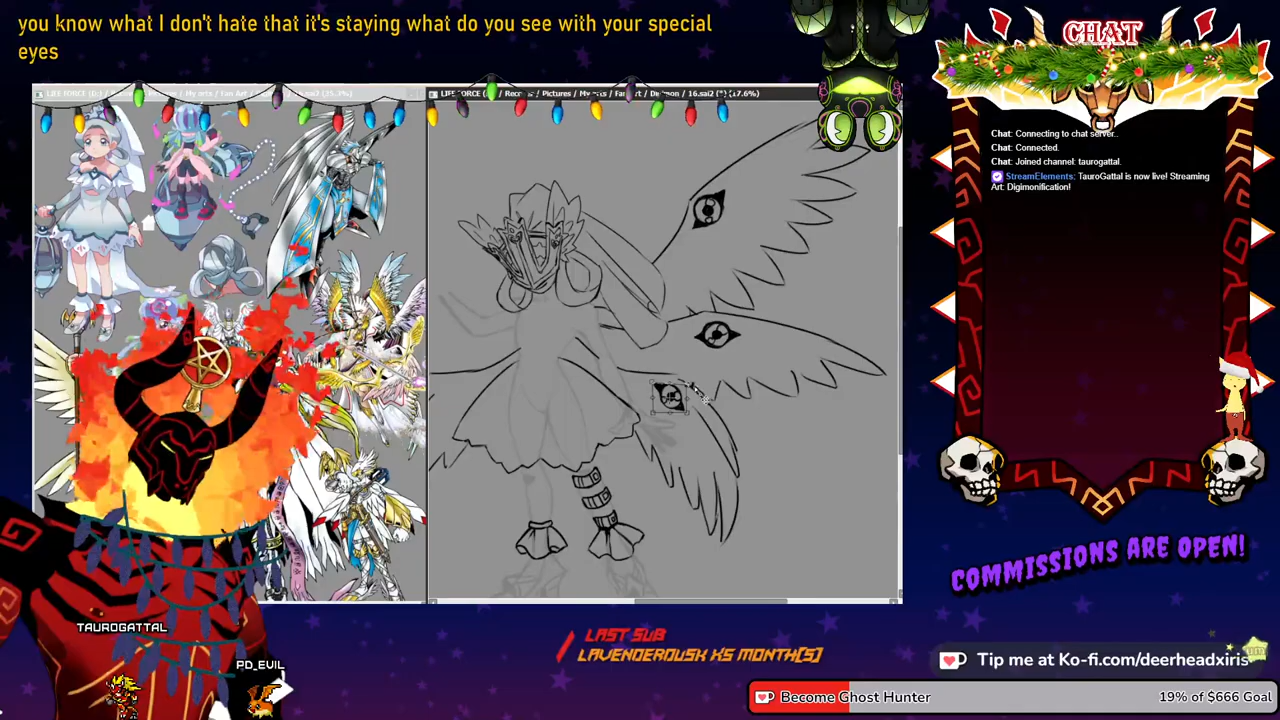 you know what I don't hate that it's staying what do you see with your special
eyes
CHAT
Chat: Connecting to chat server..
Chat: Connected.
Chat: Joined channel: taurogattal.
StreamElements: TauroGattal is now live! Streaming
Art: Digimonification!
COMMISSIONS ARE OPEN!
TAUROGATTAL
PD_EVIL
LAST SUB
LAVENDERDUSK X5 MONTH(S)
Tip me at Ko-fi.com/deerheadxiris
Become Ghost Hunter
19% of $666 Goal